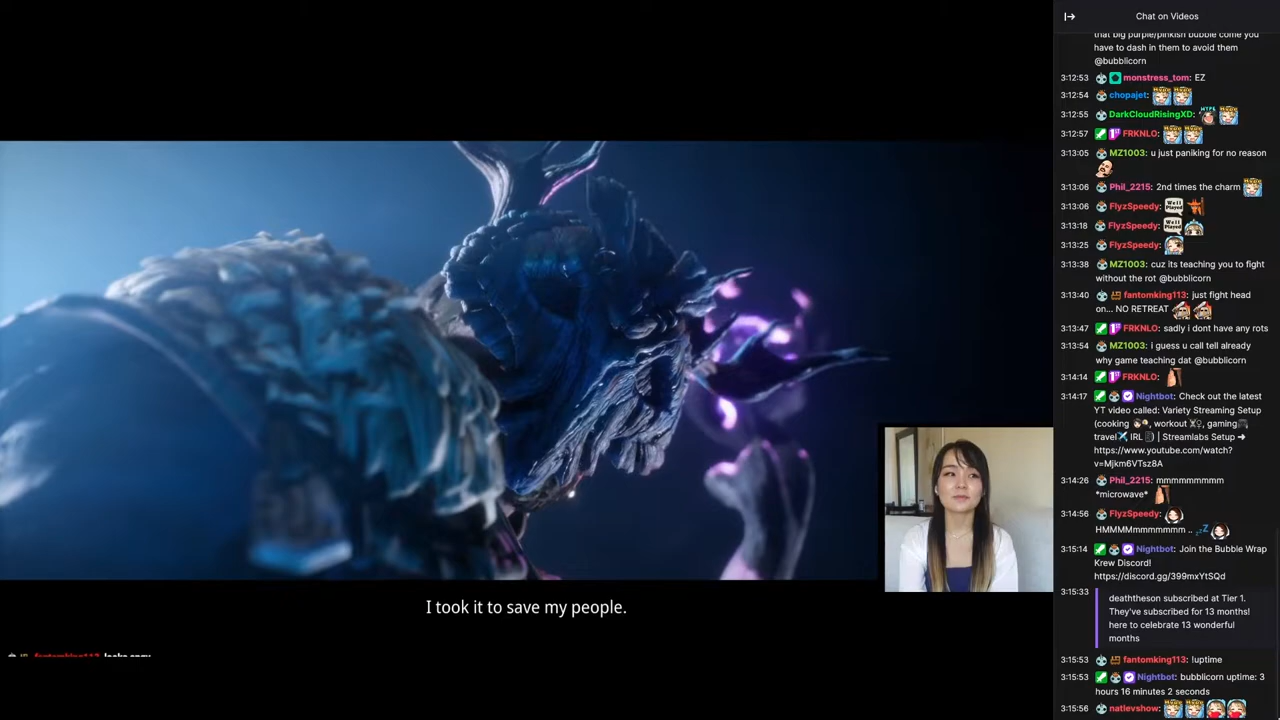 Chat on Videos
that big purple/pinkish bubble come you
have to dash in them to avoid them
@bubblicorn
3:12:53 monstress_tom: EZ
3:12:54 chopajet:
3:12:55 DarkCloudRisingXD:
3:12:57 FRKNLO:
3:13:05 MZ1003: u just paniking for no reason
3:13:06 Phil_2215: 2nd times the charm
3:13:06 FlyzSpeedy: Well Played
3:13:18 FlyzSpeedy: Well Played
3:13:25 FlyzSpeedy:
3:13:38 MZ1003: cuz its teaching you to fight
without the rot @bubblicorn
3:13:40 fantomking113: just fight head
on... NO RETREAT
3:13:47 FRKNLO: sadly i dont have any rots
3:13:54 MZ1003: i guess u call tell already
why game teaching dat @bubblicorn
3:14:14 FRKNLO:
3:14:17 Nightbot: Check out the latest
YT video called: Variety Streaming Setup
(cooking , workout , gaming
travel IRL ) | Streamlabs Setup ➜
https://www.youtube.com/watch?
v=Mjkm6VTsz8A
3:14:26 Phil_2215: mmmmmmmmm
*microwave*
3:14:56 FlyzSpeedy:
HMMMMmmmmmmm ..
3:15:14 Nightbot: Join the Bubble Wrap
Krew Discord!
https://discord.gg/399mxYtSQd
3:15:33
deaththeson subscribed at Tier 1.
They've subscribed for 13 months!
here to celebrate 13 wonderful
months
3:15:53 fantomking113: !uptime
3:15:53 Nightbot: bubblicorn uptime: 3
hours 16 minutes 2 seconds
3:15:56 natlevshow:
I took it to save my people.